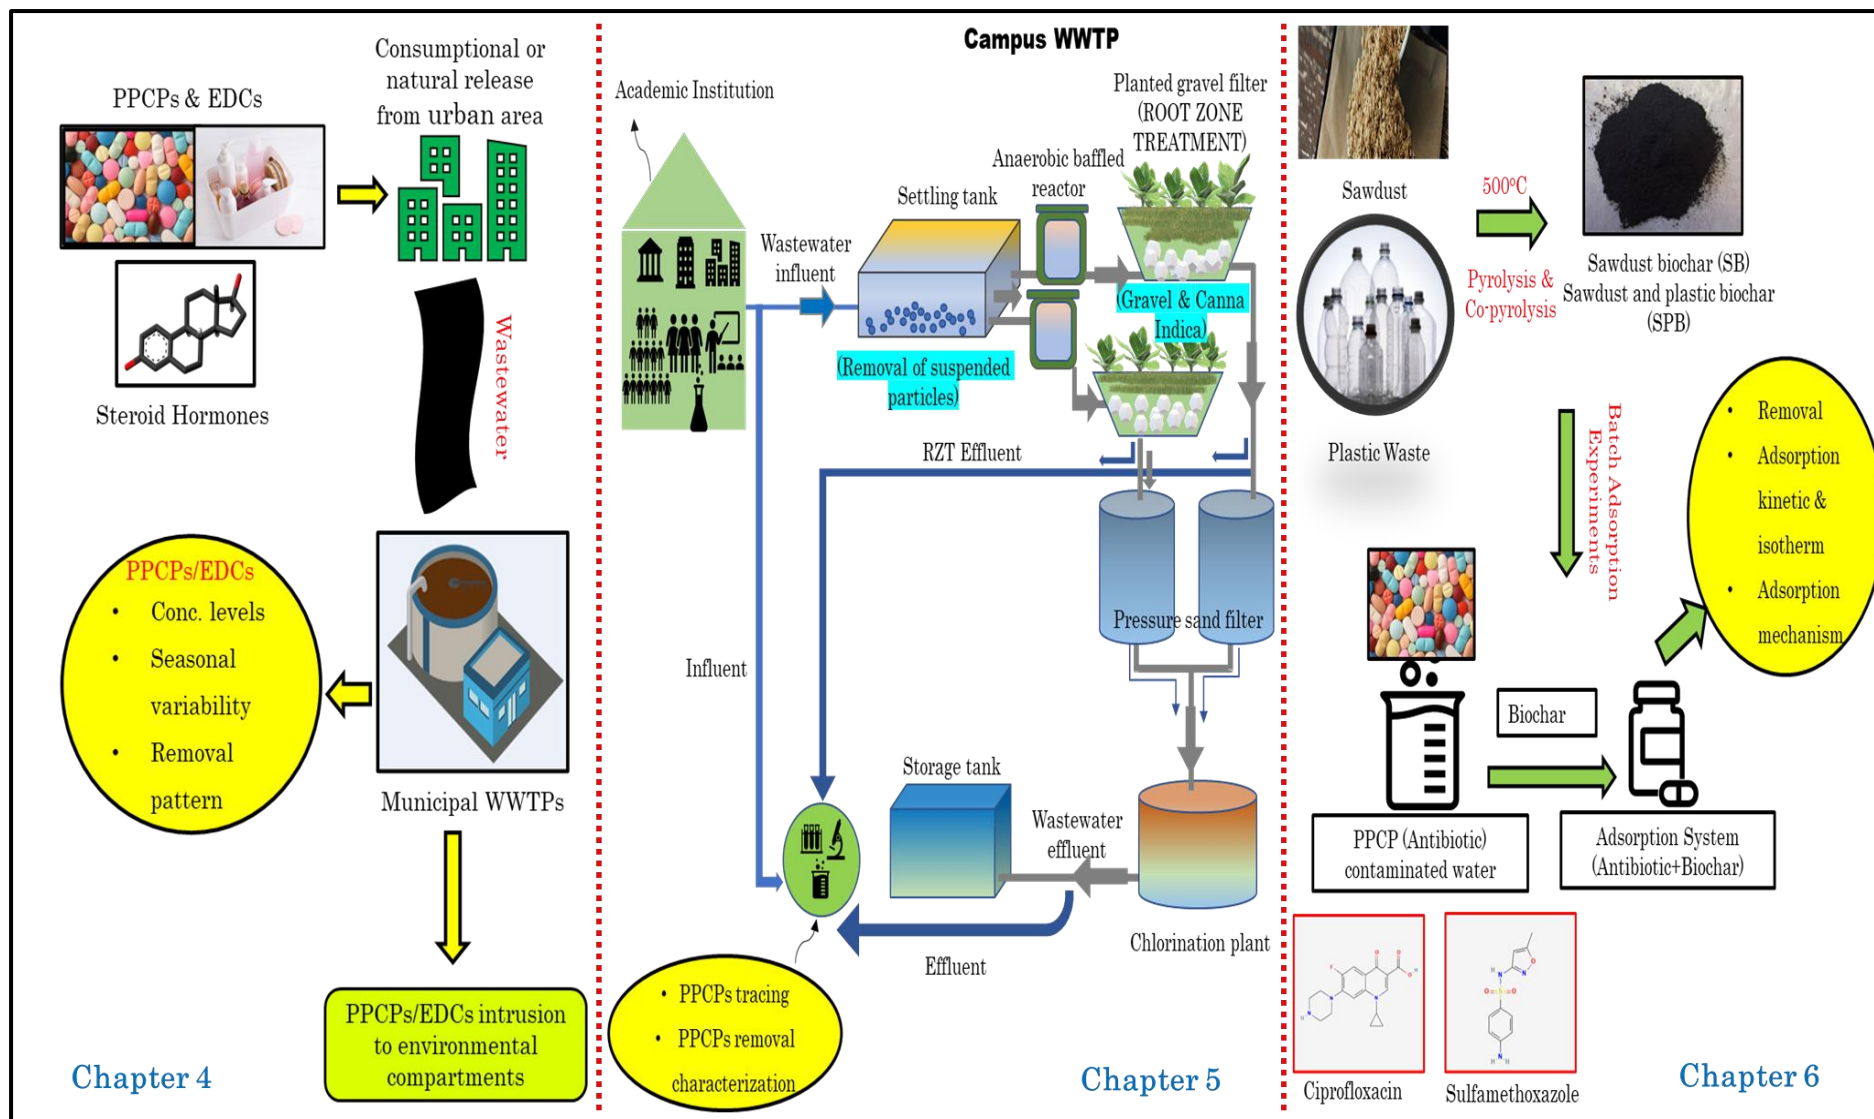 PPCPs & EDCs
Consumptional or
natural release
from urban area
Steroid Hormones
Wastewater
PPCPs/EDCs
• Conc. levels
• Seasonal
variability
• Removal
pattern
Municipal WWTPs
PPCPs/EDCs intrusion
to environmental
compartments
Chapter 4
Campus WWTP
Academic Institution
Wastewater
influent
Settling tank
(Removal of suspended
particles)
Anaerobic baffled
reactor
Planted gravel filter
(ROOT ZONE
TREATMENT)
(Gravel & Canna
Indica)
RZT Effluent
Pressure sand filter
Influent
Storage tank
Wastewater
effluent
Chlorination plant
Effluent
• PPCPs tracing
• PPCPs removal
characterization
Chapter 5
Sawdust
500⁰C
Pyrolysis &
Co-pyrolysis
Sawdust biochar (SB)
Sawdust and plastic biochar
(SPB)
Plastic Waste
Batch Adsorption
Experiments
• Removal
• Adsorption
kinetic &
isotherm
• Adsorption
mechanism
Biochar
PPCP (Antibiotic)
contaminated water
Adsorption System
(Antibiotic+Biochar)
F
O
O
O
H
N
N
N
H
Ciprofloxacin
O
N
H
N
O
S
O
N
H
H
Sulfamethoxazole
Chapter 6